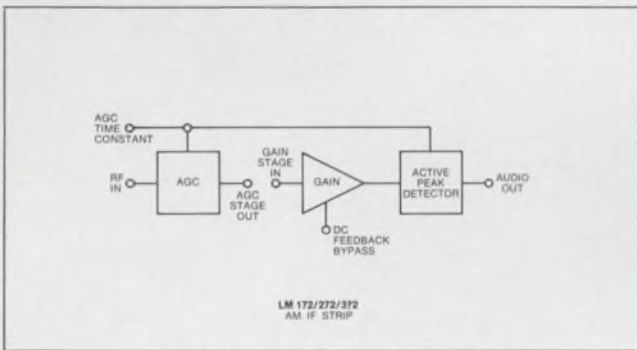 AGC
TIME
CONSTANT
RF
IN
AGC
AGC
STAGE
OUT
GAIN
STAGE
IN
GAIN
DC
FEEDBACK
BYPASS
ACTIVE
PEAK
DETECTOR
AUDIO
OUT
LM 172/272/372
AM IF STRIP